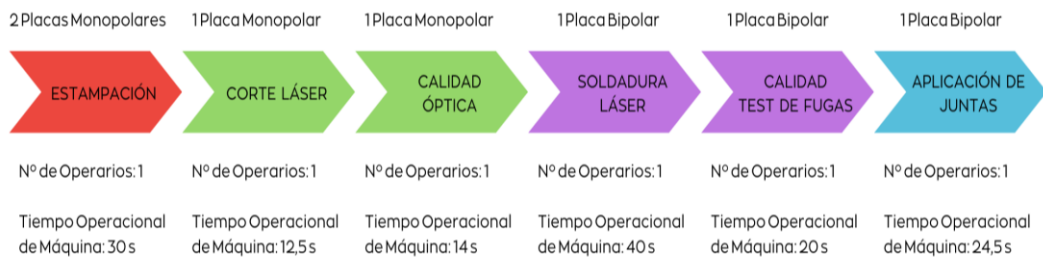 2 Placas Monopolares
1 Placa Monopolar
1 Placa Monopolar
1 Placa Bipolar
1 Placa Bipolar
1 Placa Bipolar
ESTAMPACIÓN
CORTE LÁSER
CALIDAD
ÓPTICA
SOLDADURA
LÁSER
CALIDAD
TEST DE FUGAS
APLICACIÓN DE
JUNTAS
Nº de Operarios: 1
Nº de Operarios: 1
Nº de Operarios: 1
Nº de Operarios: 1
Nº de Operarios: 1
Nº de Operarios: 1
Tiempo Operacional
de Máquina: 30 s
Tiempo Operacional
de Máquina: 12,5 s
Tiempo Operacional
de Máquina: 14 s
Tiempo Operacional
de Máquina: 40 s
Tiempo Operacional
de Máquina: 20 s
Tiempo Operacional
de Máquina: 24,5 s